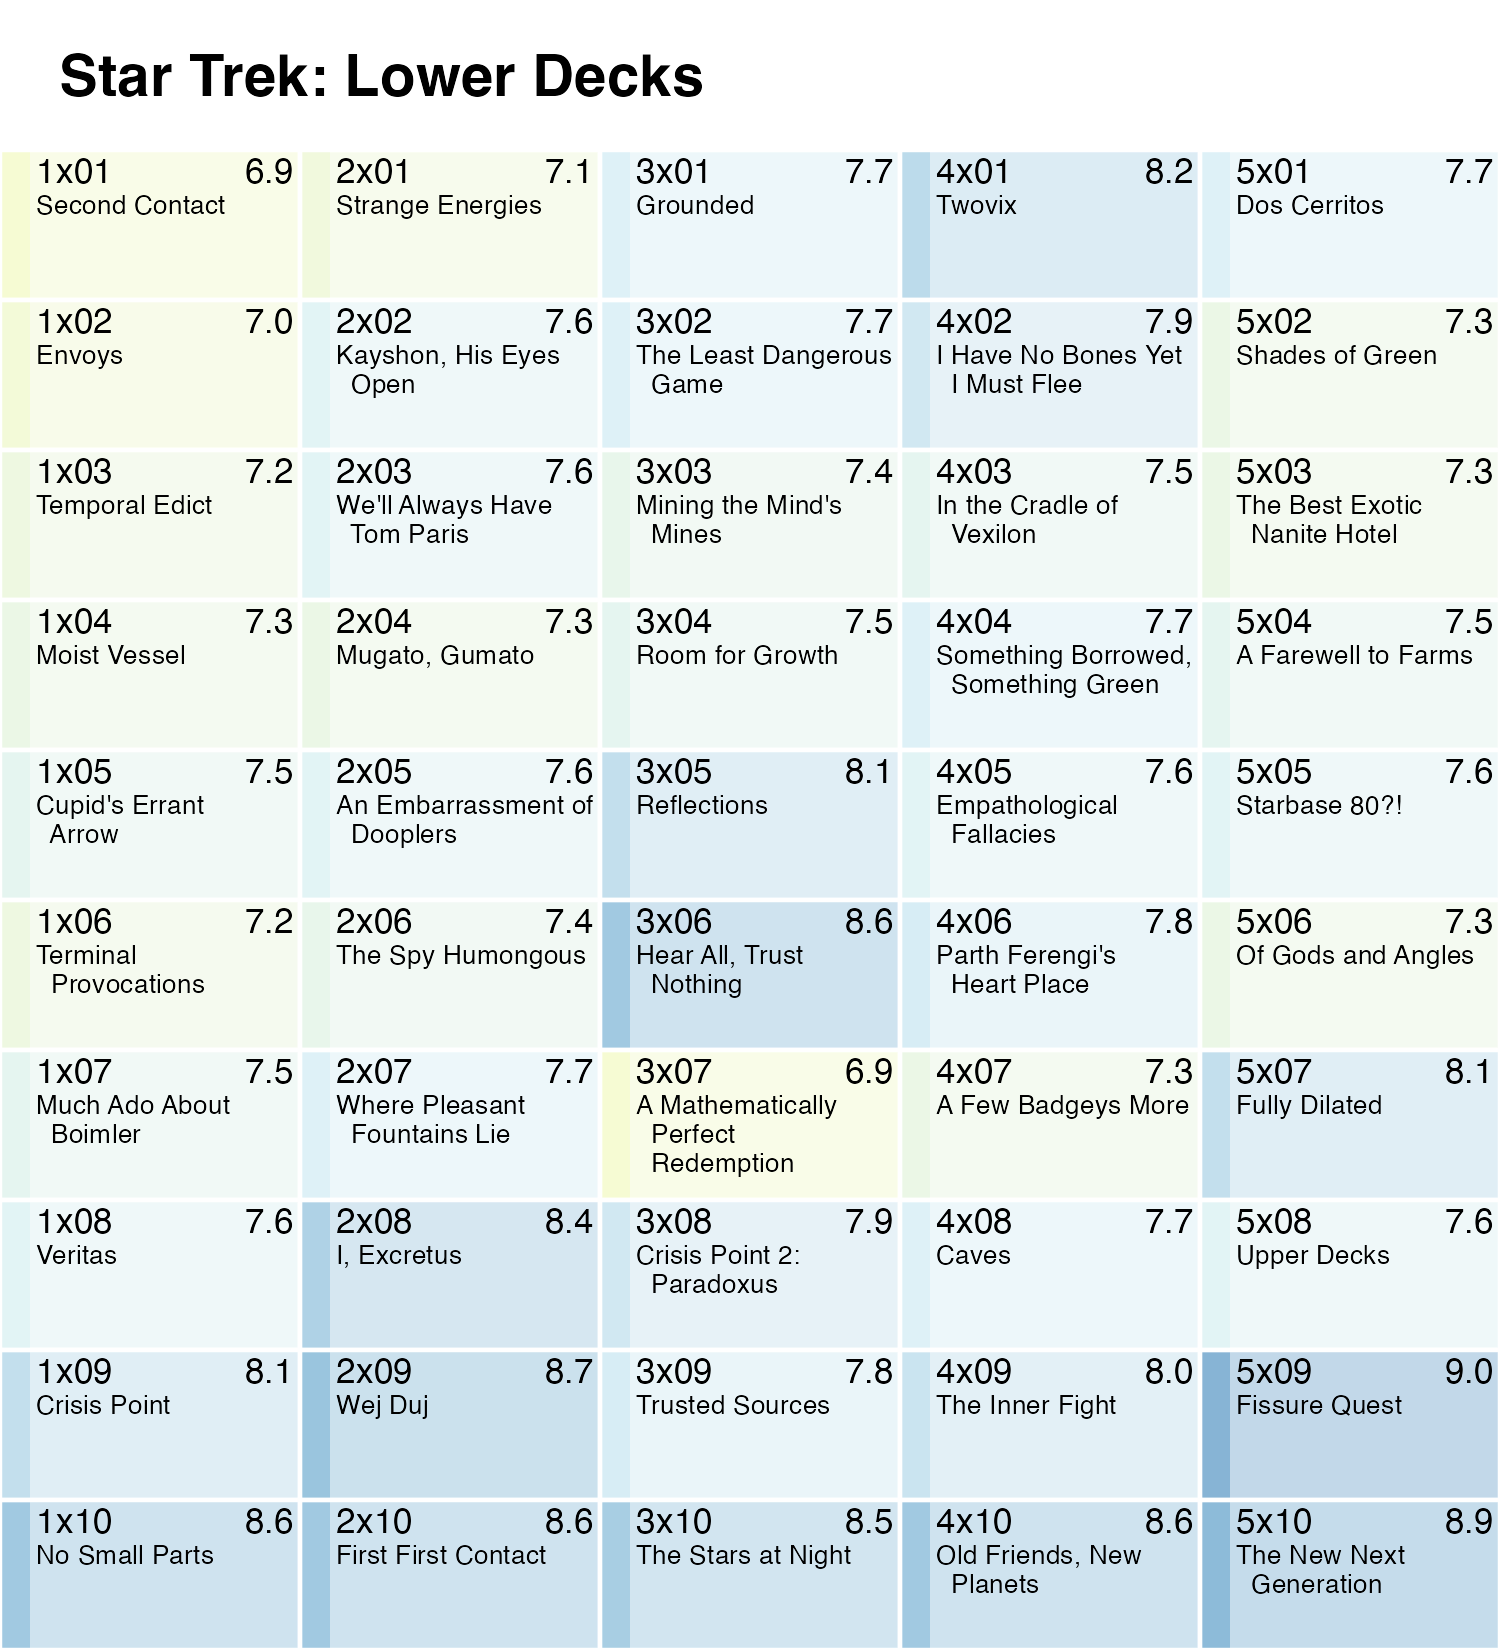 Star Trek: Lower Decks
1x01 6.9
Second Contact
2x01 7.1
Strange Energies
3x01 7.7
Grounded
4x01 8.2
Twovix
5x01 7.7
Dos Cerritos
1x02 7.0
Envoys
2x02 7.6
Kayshon, His Eyes
Open
3x02 7.7
The Least Dangerous
Game
4x02 7.9
I Have No Bones Yet
I Must Flee
5x02 7.3
Shades of Green
1x03 7.2
Temporal Edict
2x03 7.6
We'll Always Have
Tom Paris
3x03 7.4
Mining the Mind's
Mines
4x03 7.5
In the Cradle of
Vexilon
5x03 7.3
The Best Exotic
Nanite Hotel
1x04 7.3
Moist Vessel
2x04 7.3
Mugato, Gumato
3x04 7.5
Room for Growth
4x04 7.7
Something Borrowed,
Something Green
5x04 7.5
A Farewell to Farms
1x05 7.5
Cupid's Errant
Arrow
2x05 7.6
An Embarrassment of
Dooplers
3x05 8.1
Reflections
4x05 7.6
Empathological
Fallacies
5x05 7.6
Starbase 80?!
1x06 7.2
Terminal
Provocations
2x06 7.4
The Spy Humongous
3x06 8.6
Hear All, Trust
Nothing
4x06 7.8
Parth Ferengi's
Heart Place
5x06 7.3
Of Gods and Angles
1x07 7.5
Much Ado About
Boimler
2x07 7.7
Where Pleasant
Fountains Lie
3x07 6.9
A Mathematically
Perfect
Redemption
4x07 7.3
A Few Badgeys More
5x07 8.1
Fully Dilated
1x08 7.6
Veritas
2x08 8.4
I, Excretus
3x08 7.9
Crisis Point 2:
Paradoxus
4x08 7.7
Caves
5x08 7.6
Upper Decks
1x09 8.1
Crisis Point
2x09 8.7
Wej Duj
3x09 7.8
Trusted Sources
4x09 8.0
The Inner Fight
5x09 9.0
Fissure Quest
1x10 8.6
No Small Parts
2x10 8.6
First First Contact
3x10 8.5
The Stars at Night
4x10 8.6
Old Friends, New
Planets
5x10 8.9
The New Next
Generation